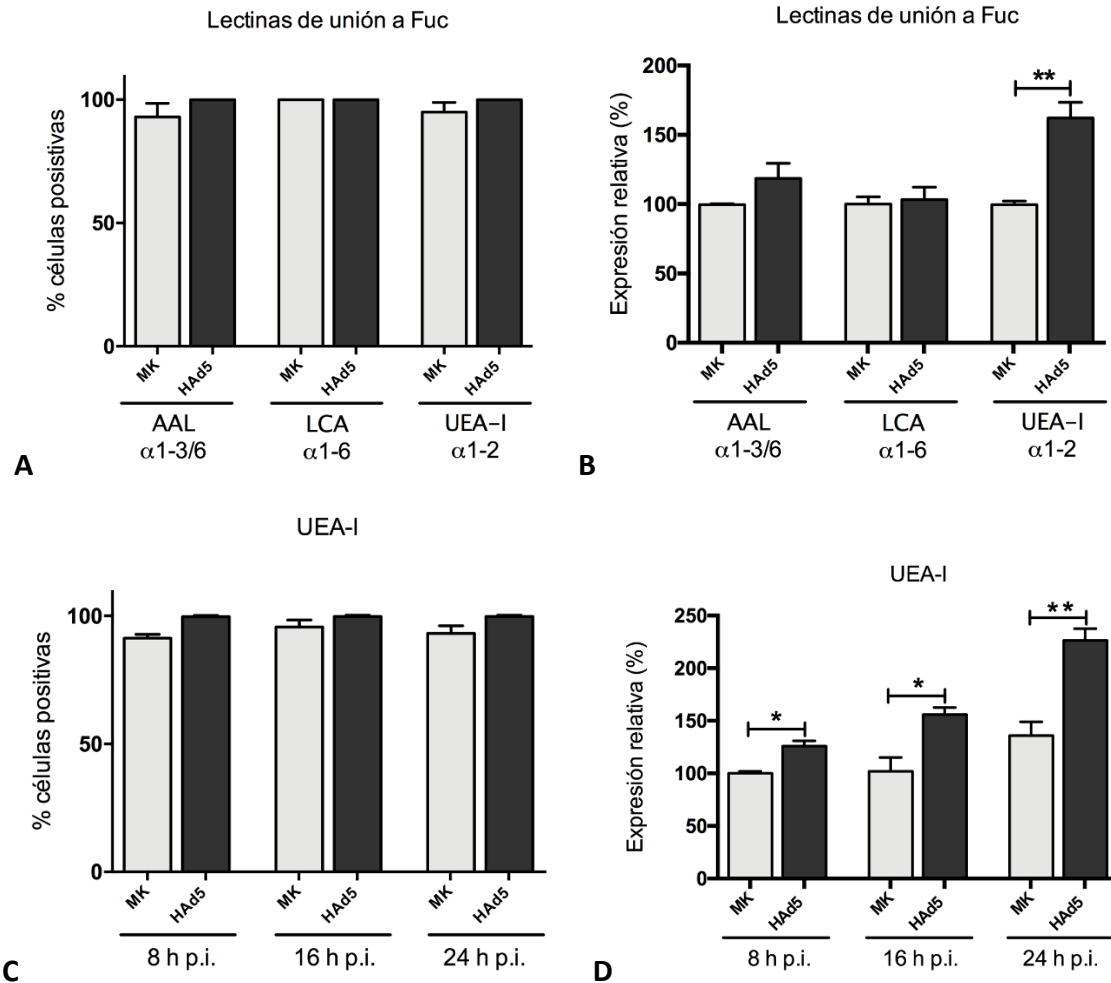 Lectinas de unión a Fuc
% células posistivas
100
50
0
MK
HAd5
MK
HAd5
MK
HAd5
AAL
α1-3/6
LCA
α1-6
UEA–I
α1-2
A
Lectinas de unión a Fuc
Expresión relativa (%)
200
150
100
50
0
**
MK
HAd5
MK
HAd5
MK
HAd5
AAL
α1-3/6
LCA
α1-6
UEA–I
α1-2
B
UEA-I
% células positivas
100
50
0
MK
HAd5
MK
HAd5
MK
HAd5
8 h p.i.
16 h p.i.
24 h p.i.
C
UEA-I
Expresión relativa (%)
250
200
150
100
50
0
*
*
**
MK
HAd5
MK
HAd5
MK
HAd5
8 h p.i.
16 h p.i.
24 h p.i.
D